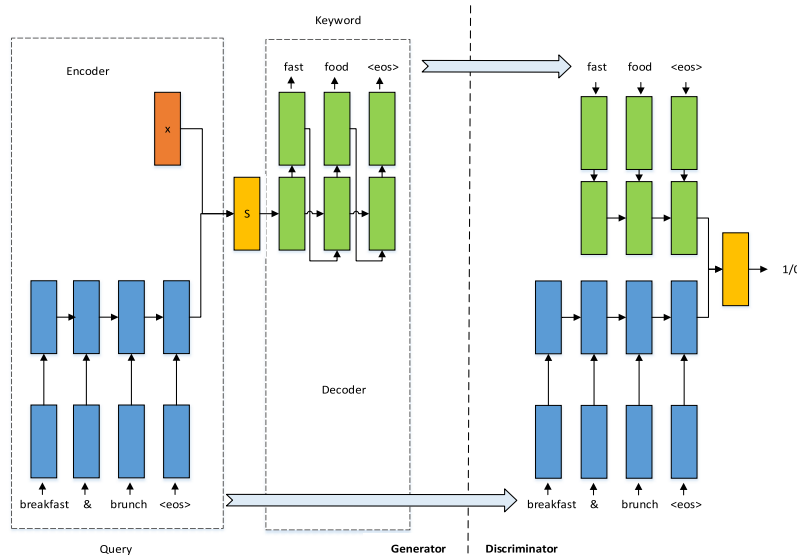 Keyword
Encoder
fast food <eos>
fast food <eos>
x
S
1/0
Decoder
breakfast & brunch <eos>
breakfast & brunch <eos>
Query
Generator
Discriminator